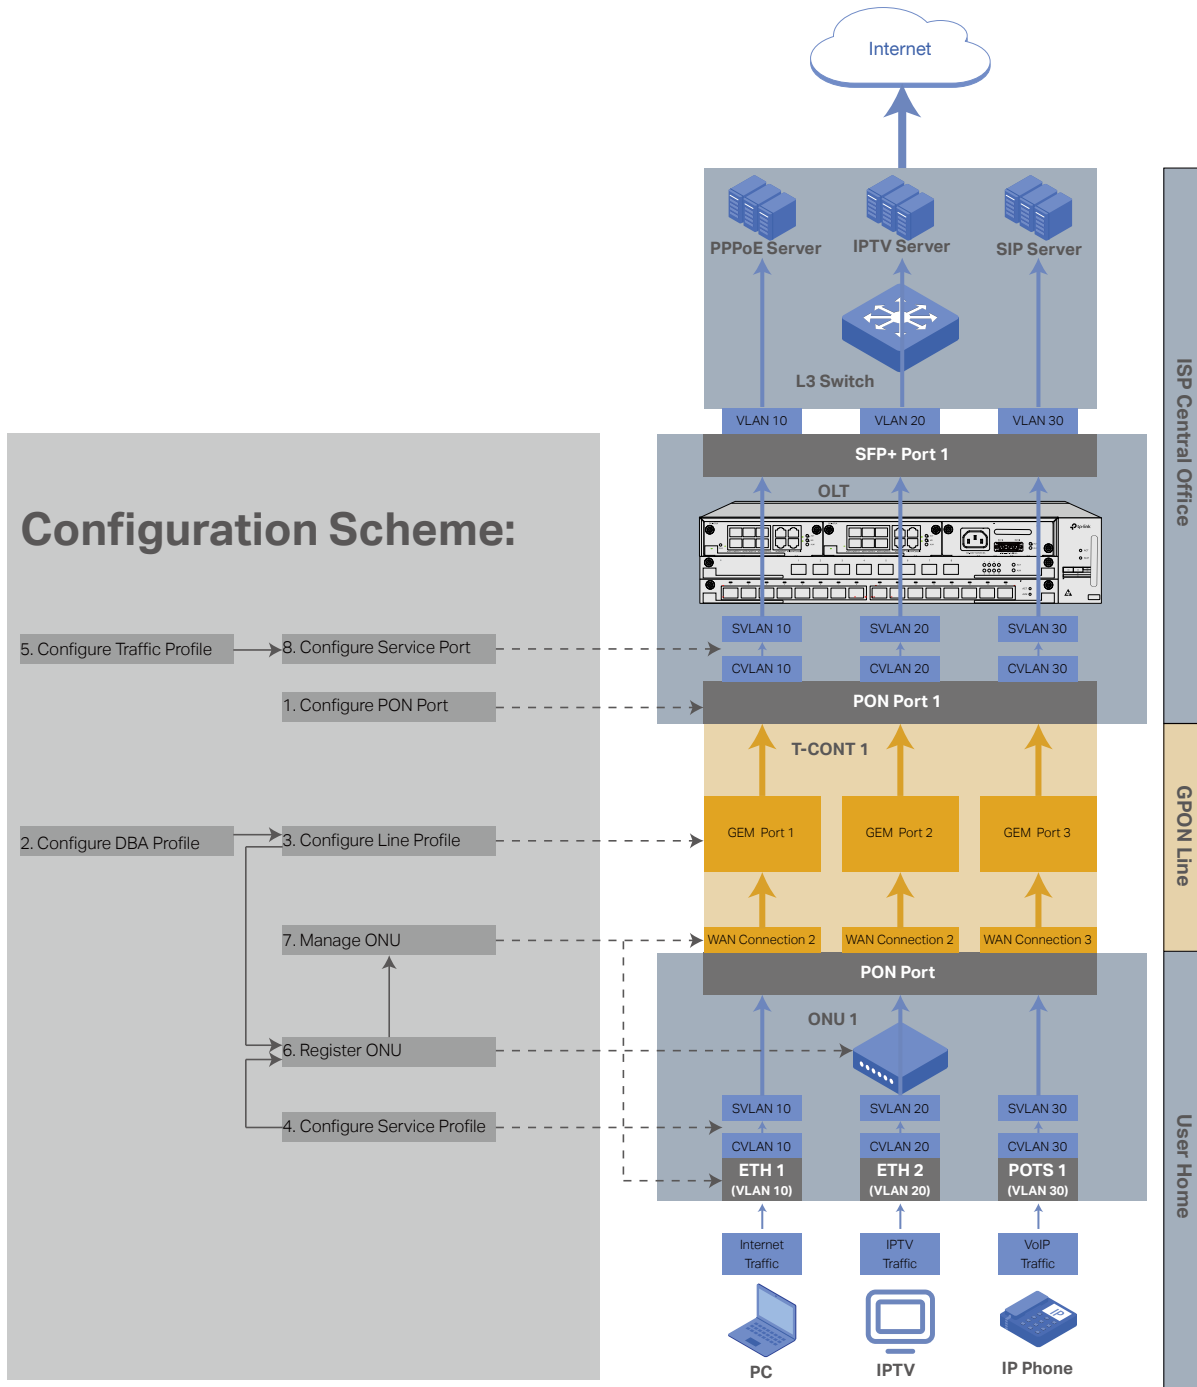 Internet
PPPoE Server
IPTV Server
SIP Server
L3 Switch
VLAN 10
VLAN 20
VLAN 30
SFP+ Port 1
OLT
tp-link
SVLAN 10
SVLAN 20
SVLAN 30
CVLAN 10
CVLAN 20
CVLAN 30
PON Port 1
T-CONT 1
GEM Port 1
GEM Port 2
GEM Port 3
WAN Connection 2
WAN Connection 2
WAN Connection 3
PON Port
ONU 1
SVLAN 10
SVLAN 20
SVLAN 30
CVLAN 10
CVLAN 20
CVLAN 30
ETH 1
(VLAN 10)
ETH 2
(VLAN 20)
POTS 1
(VLAN 30)
Internet
Traffic
IPTV
Traffic
VoIP
Traffic
IP
PC
IPTV
IP Phone
Configuration Scheme:
5. Configure Traffic Profile
8. Configure Service Port
1. Configure PON Port
2. Configure DBA Profile
3. Configure Line Profile
7. Manage ONU
6. Register ONU
4. Configure Service Profile
ISP Central Office
GPON Line
User Home